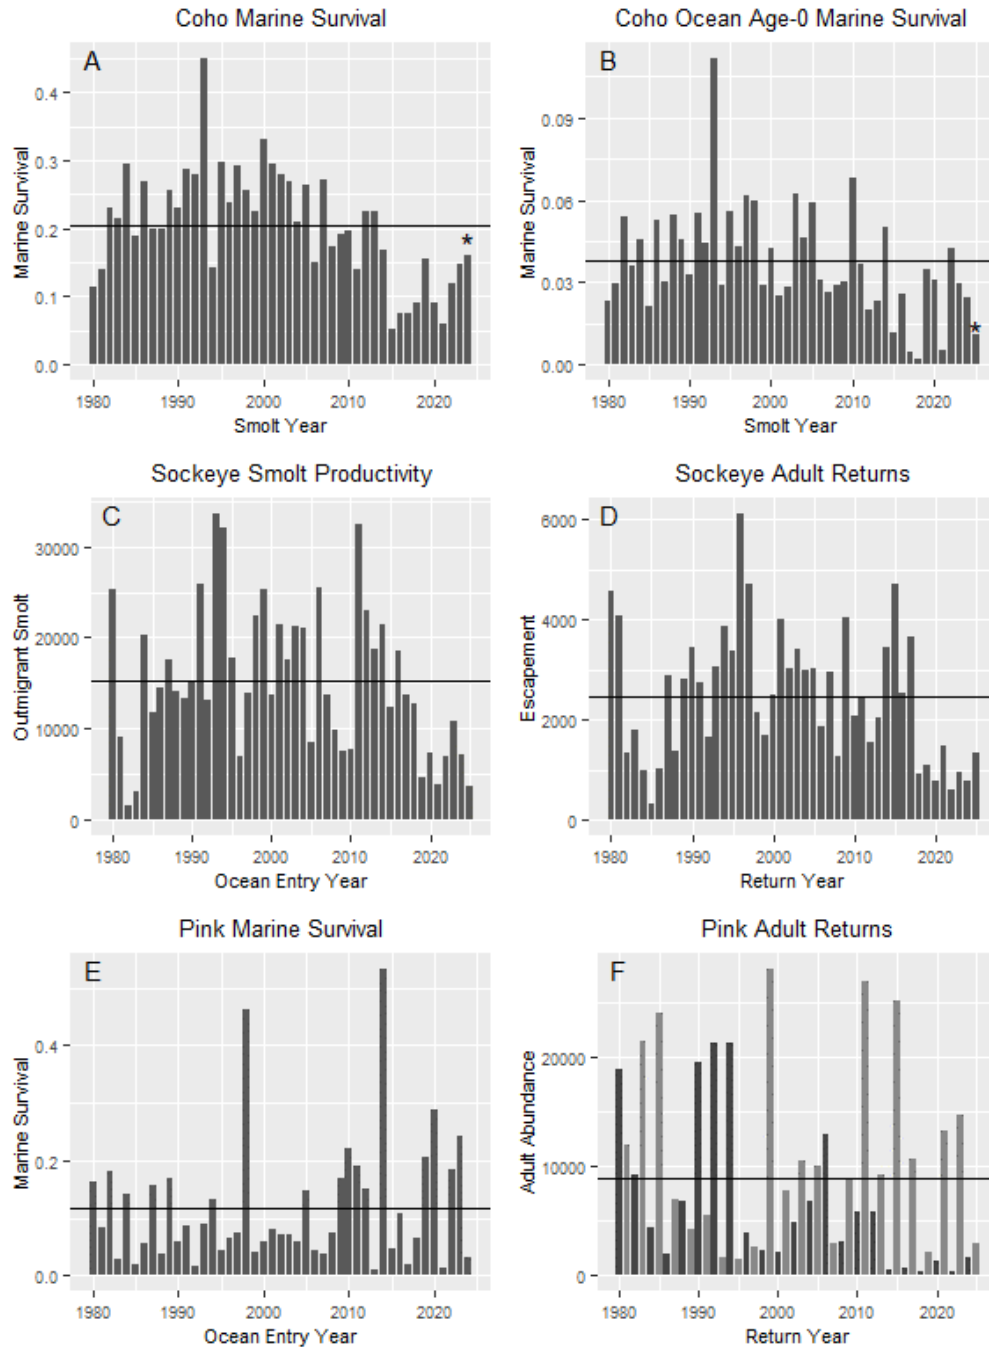 Coho Marine Survival
A
Marine Survival
0.4
0.3
0.2
0.1
0.0
*
1980 1990 2000 2010 2020
Smolt Year
Coho Ocean Age-0 Marine Survival
B
Marine Survival
0.09
0.06
0.03
0.00
*
1980 1990 2000 2010 2020
Smolt Year
Sockeye Smolt Productivity
C
Outmigrant Smolt
30000
20000
10000
0
1980 1990 2000 2010 2020
Ocean Entry Year
Sockeye Adult Returns
D
Escapement
6000
4000
2000
0
1980 1990 2000 2010 2020
Return Year
Pink Marine Survival
E
Marine Survival
0.4
0.2
0.0
1980 1990 2000 2010 2020
Ocean Entry Year
Pink Adult Returns
F
Adult Abundance
20000
10000
0
1980 1990 2000 2010 2020
Return Year